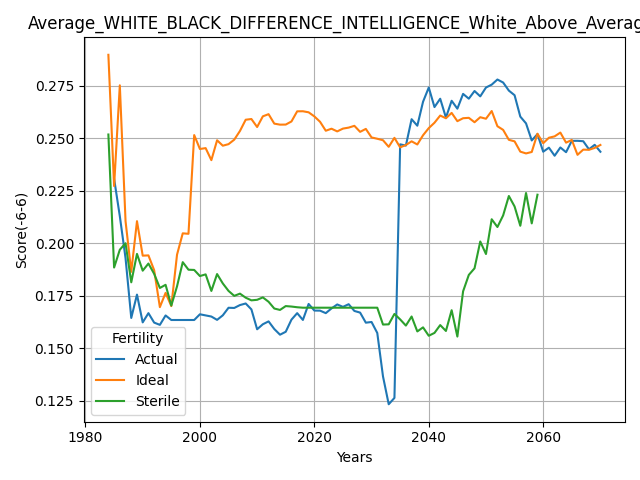 Average_WHITE_BLACK_DIFFERENCE_INTELLIGENCE_White_Above_Averag
Score(-6-6)
0.275
0.250
0.225
0.200
0.175
0.150
0.125
Fertility
Actual
Ideal
Sterile
1980 2000 2020 2040 2060
Years